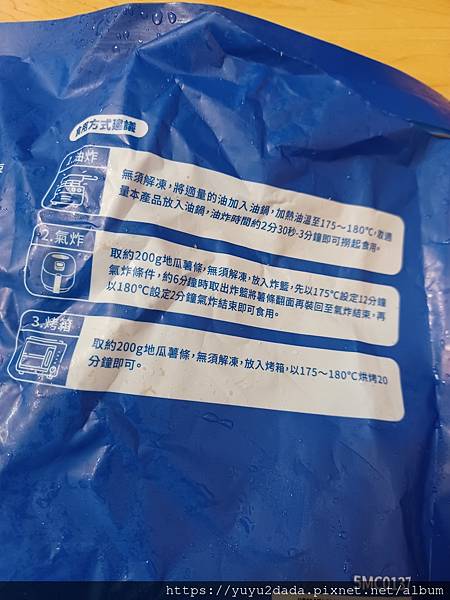 食用方式建議
1.油炸
無須解凍，將適量的油加入油鍋，加熱油溫至175～180℃，取適
量本產品放入油鍋，油炸時間約2分30秒-3分鐘即可撈起食用。
2.氣炸
取約200g地瓜薯條，無須解凍，放入炸籃，先以175℃設定12分鐘
氣炸條件，約6分鐘時取出炸籃將薯條翻面再裝回至氣炸結束，再
以180℃設定2分鐘氣炸結束即可食用。
3.烤箱
取約200g地瓜薯條，無須解凍，放入烤箱，以175～180℃烘烤20
分鐘即可。
5MC0137
https://yuyu2dada.pixnet.net/album